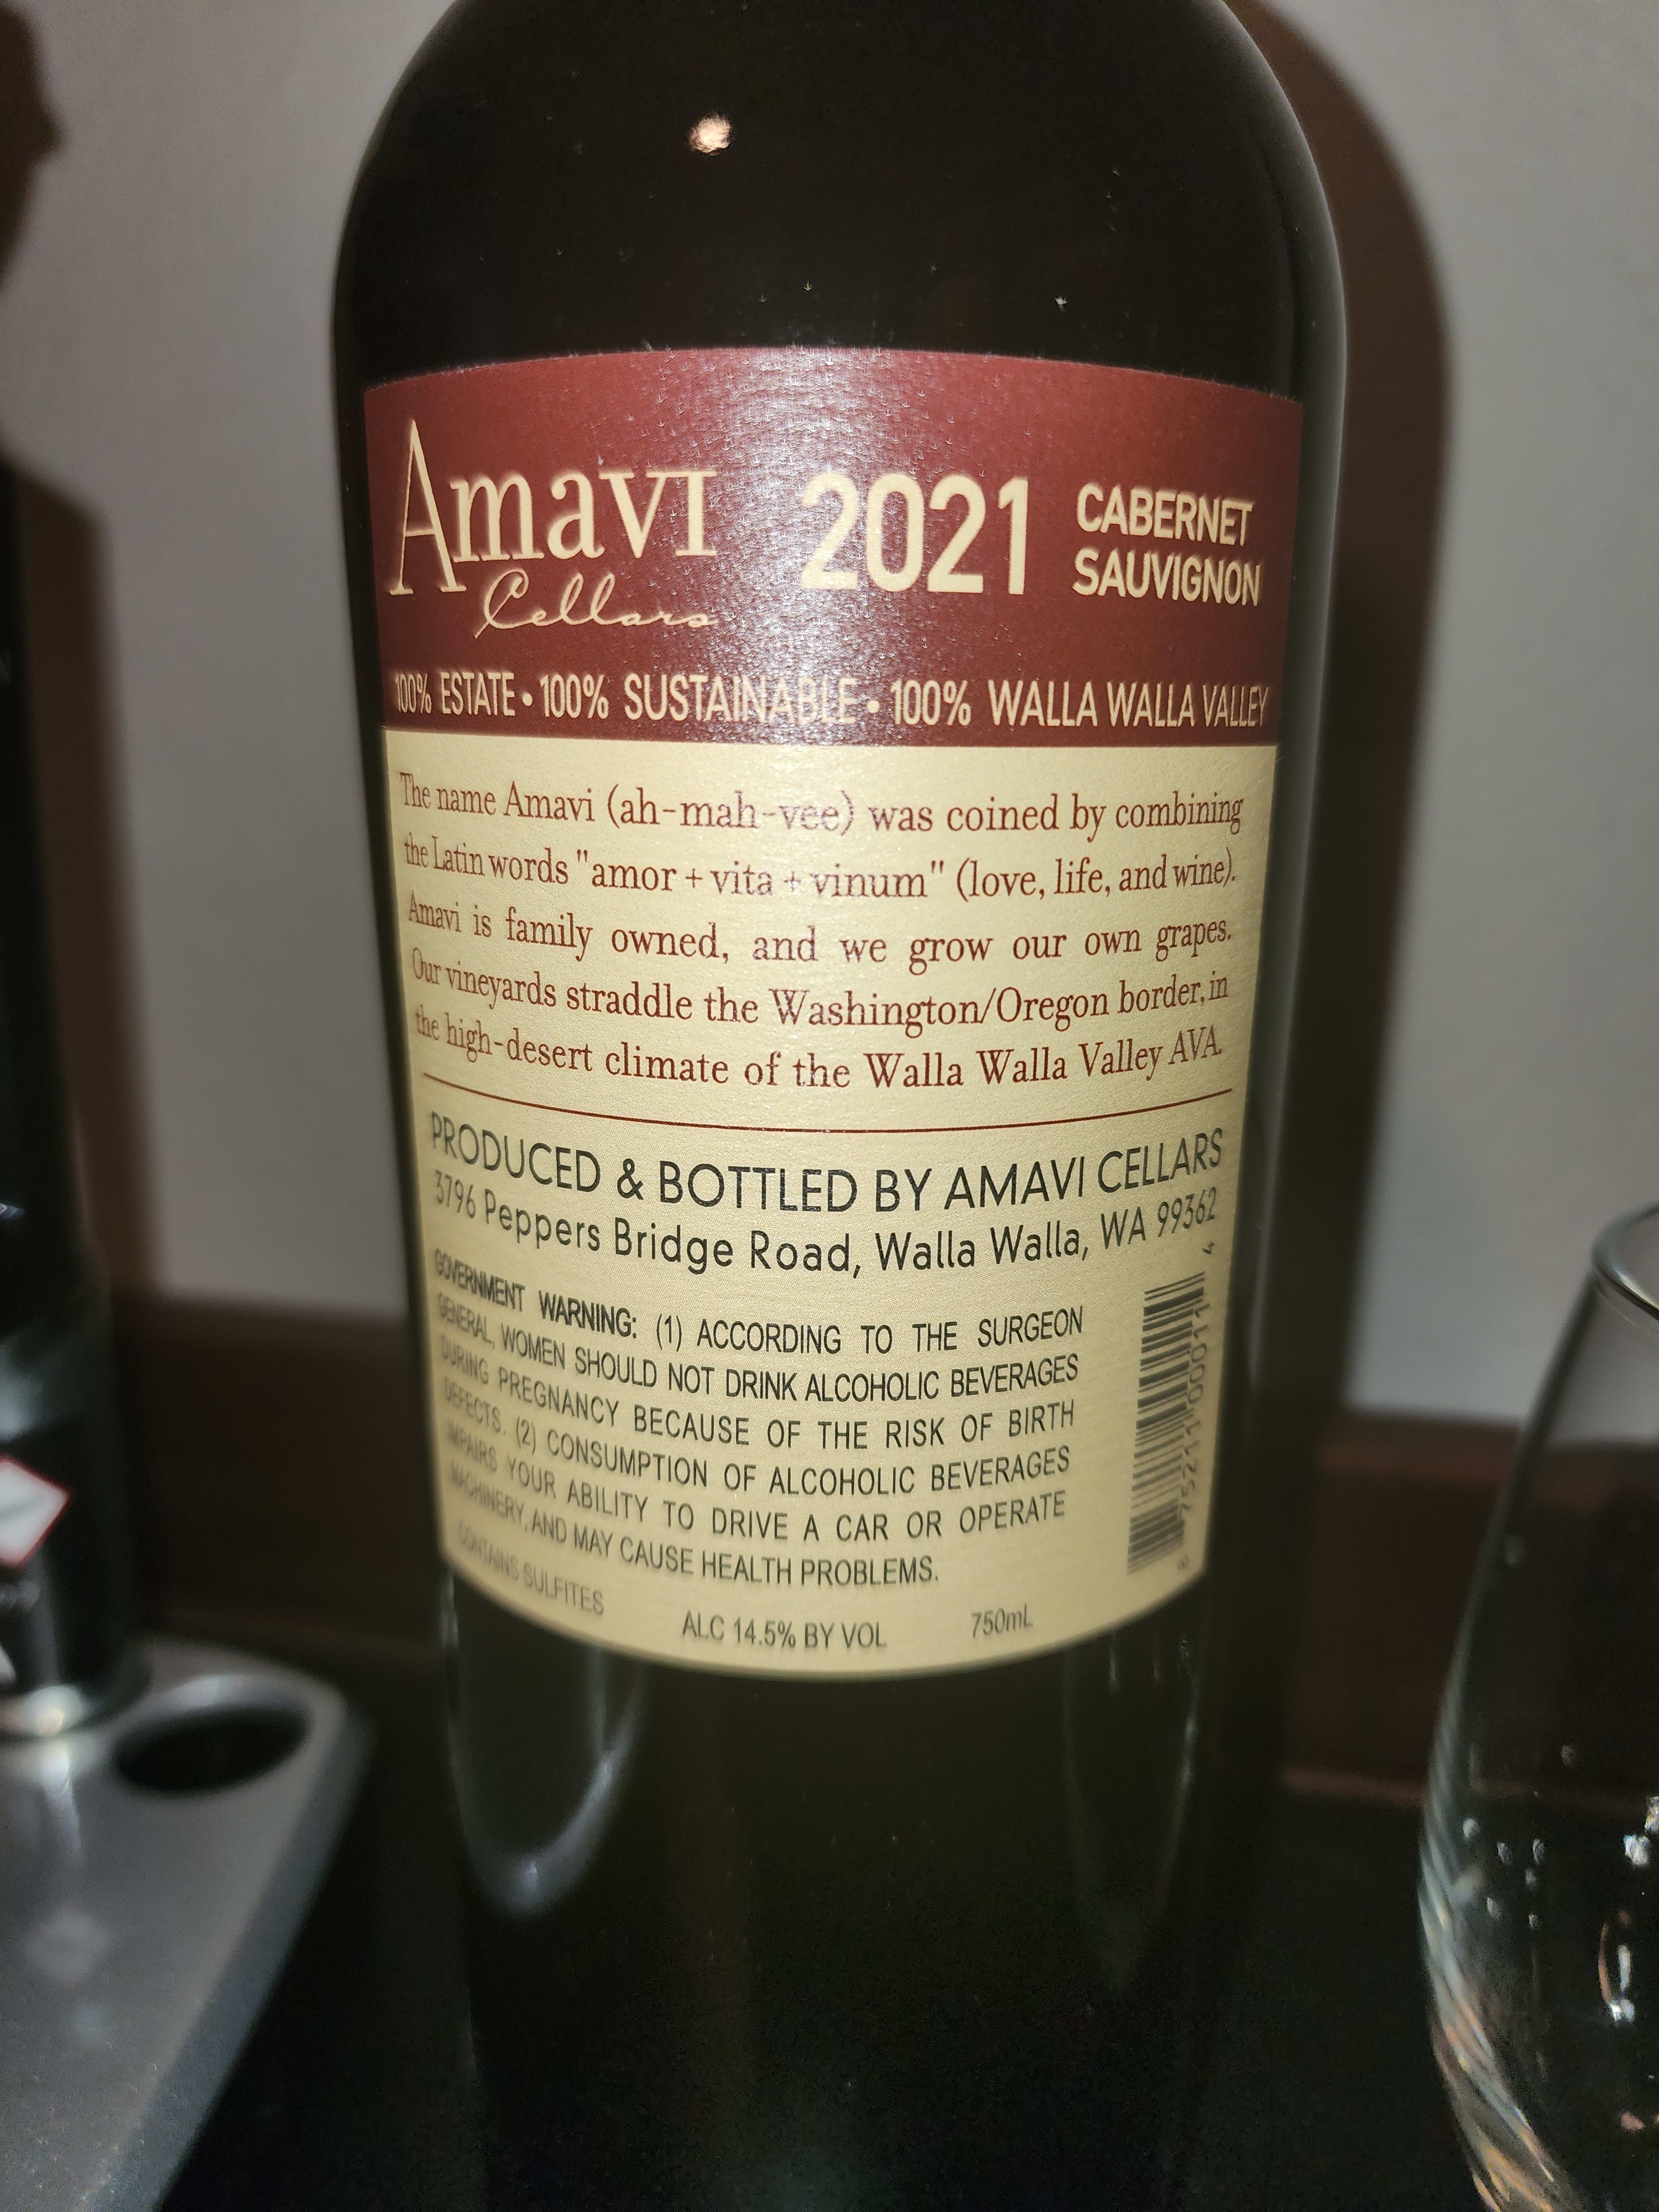 Amavi
Cellars
2021
CABERNET
SAUVIGNON
100% ESTATE • 100% SUSTAINABLE • 100% WALLA WALLA VALLEY
The name Amavi (ah-mah-vee) was coined by combining
the Latin words "amor + vita + vinum" (love, life, and wine).
Amavi is family owned, and we grow our own grapes.
Our vineyards straddle the Washington/Oregon border, in
the high-desert climate of the Walla Walla Valley AVA.
PRODUCED & BOTTLED BY AMAVI CELLARS
3796 Peppers Bridge Road, Walla Walla, WA 99362
GOVERNMENT WARNING: (1) ACCORDING TO THE SURGEON
GENERAL, WOMEN SHOULD NOT DRINK ALCOHOLIC BEVERAGES
DURING PREGNANCY BECAUSE OF THE RISK OF BIRTH
DEFECTS. (2) CONSUMPTION OF ALCOHOLIC BEVERAGES
IMPAIRS YOUR ABILITY TO DRIVE A CAR OR OPERATE
MACHINERY, AND MAY CAUSE HEALTH PROBLEMS.
CONTAINS SULFITES
ALC 14.5% BY VOL
750mL
8 75211 00011 4